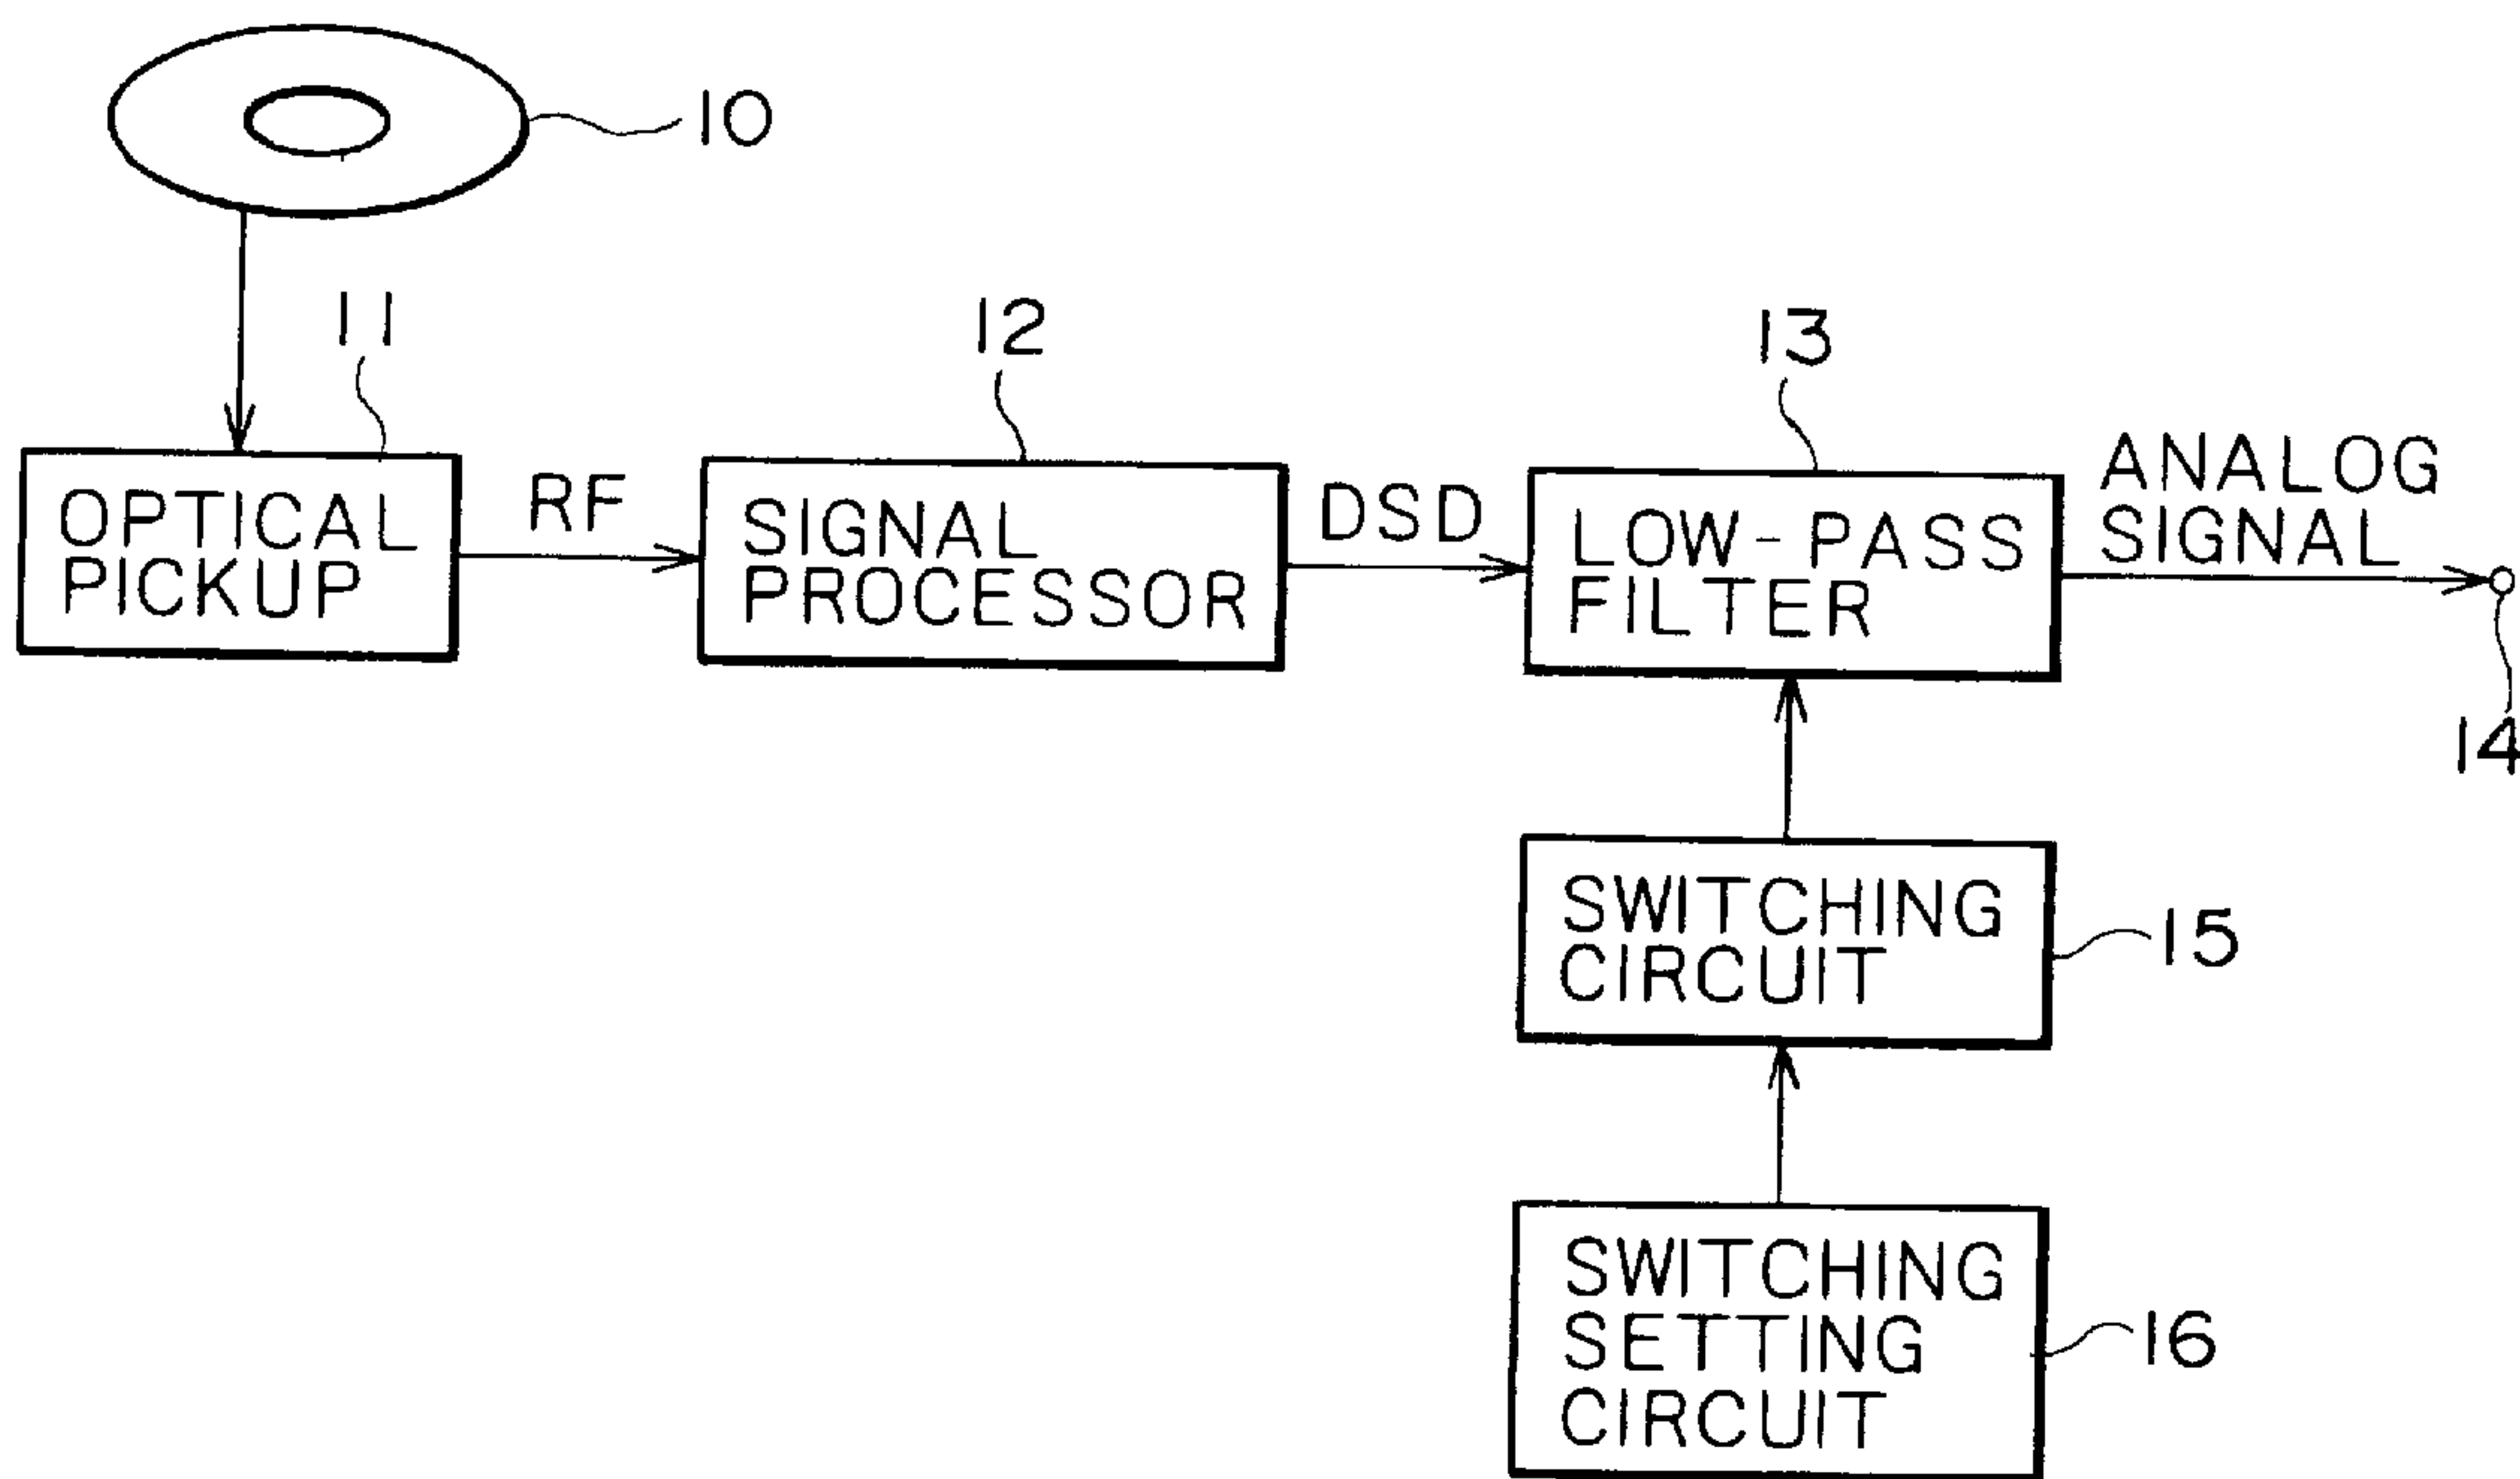 10
11
12
13
OPTICAL
PICKUP
RF
SIGNAL
PROCESSOR
DSD
LOW-PASS
FILTER
ANALOG
SIGNAL
14
SWITCHING
CIRCUIT
15
SWITCHING
SETTING
CIRCUIT
16